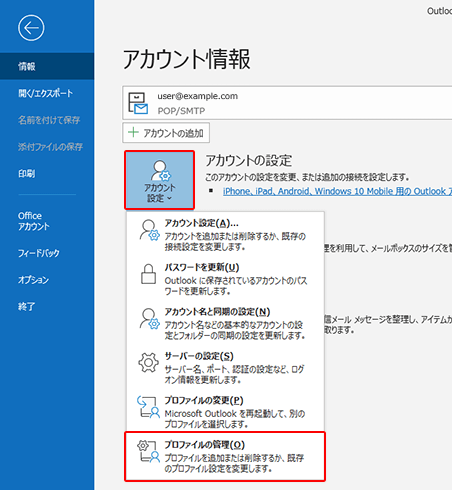 Outlo
情報
開く/エクスポート
名前を付けて保存
添付ファイルの保存
印刷
Office
アカウント
フィードバック
オプション
終了
アカウント情報
user@example.com
POP/SMTP
アカウントの追加
アカウント
設定
アカウントの設定
このアカウントの設定を変更、または追加の接続を設定します。
iPhone、iPad、Android、Windows 10 Mobile 用の Outlook ア
アカウント設定(A)...
アカウントを追加または削除するか、既存の
接続設定を変更します。
パスワードを更新(U)
Outlook に保存されているアカウントのパス
ワードを更新します。
アカウント名と同期の設定(N)
アカウント名などの基本的なアカウントの設
定とフォルダーの同期の設定を更新します。
サーバーの設定(S)
サーバー名、ポート、認証の設定など、ログ
オン情報を更新します。
プロファイルの変更(P)
Microsoft Outlook を再起動して、別の
プロファイルを選択します。
プロファイルの管理(O)
プロファイルを追加または削除するか、既存
のプロファイル設定を変更します。
理を利用して、メールボックスのサイズを管
信メール メッセージを整理し、アイテムが
取ります。